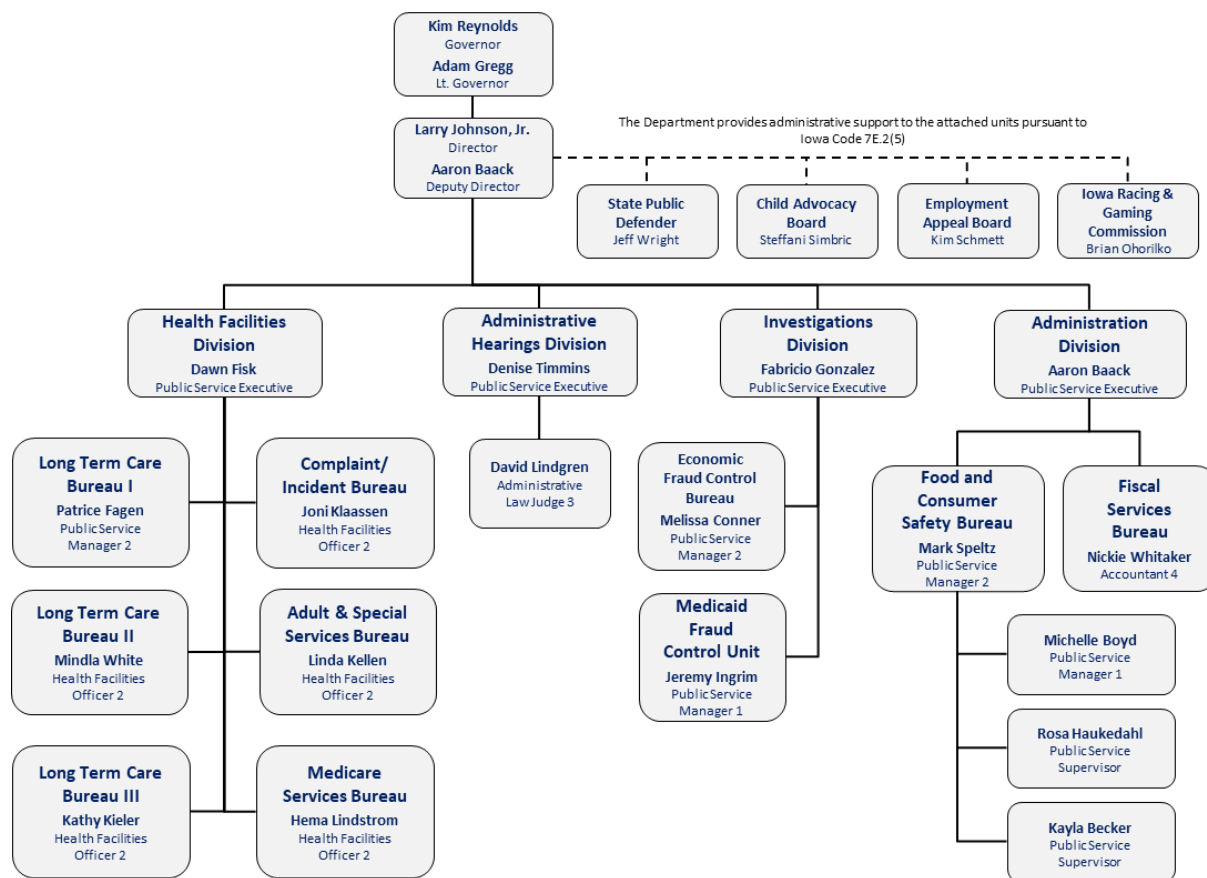 Kim Reynolds
Governor
Adam Gregg
Lt. Governor
Larry Johnson, Jr.
Director
Aaron Baack
Deputy Director
The Department provides administrative support to the attached units pursuant to
Iowa Code 7E.2(5)
State Public
Defender
Jeff Wright
Child Advocacy
Board
Steffani Simbric
Employment
Appeal Board
Kim Schmett
Iowa Racing &
Gaming
Commission
Brian Ohorilko
Health Facilities
Division
Dawn Fisk
Public Service Executive
Administrative
Hearings Division
Denise Timmins
Public Service Executive
Investigations
Division
Fabricio Gonzalez
Public Service Executive
Administration
Division
Aaron Baack
Public Service Executive
Long Term Care
Bureau I
Patrice Fagen
Public Service
Manager 2
Complaint/
Incident Bureau
Joni Klaassen
Health Facilities
Officer 2
Long Term Care
Bureau II
Mindla White
Health Facilities
Officer 2
Adult & Special
Services Bureau
Linda Kellen
Health Facilities
Officer 2
Long Term Care
Bureau III
Kathy Kieler
Health Facilities
Officer 2
Medicare
Services Bureau
Hema Lindstrom
Health Facilities
Officer 2
David Lindgren
Administrative
Law Judge 3
Economic
Fraud Control
Bureau
Melissa Conner
Public Service
Manager 2
Medicaid
Fraud
Control Unit
Jeremy Ingrim
Public Service
Manager 1
Food and
Consumer
Safety Bureau
Mark Speltz
Public Service
Manager 2
Fiscal
Services
Bureau
Nickie Whitaker
Accountant 4
Michelle Boyd
Public Service
Manager 1
Rosa Haukedahl
Public Service
Supervisor
Kayla Becker
Public Service
Supervisor